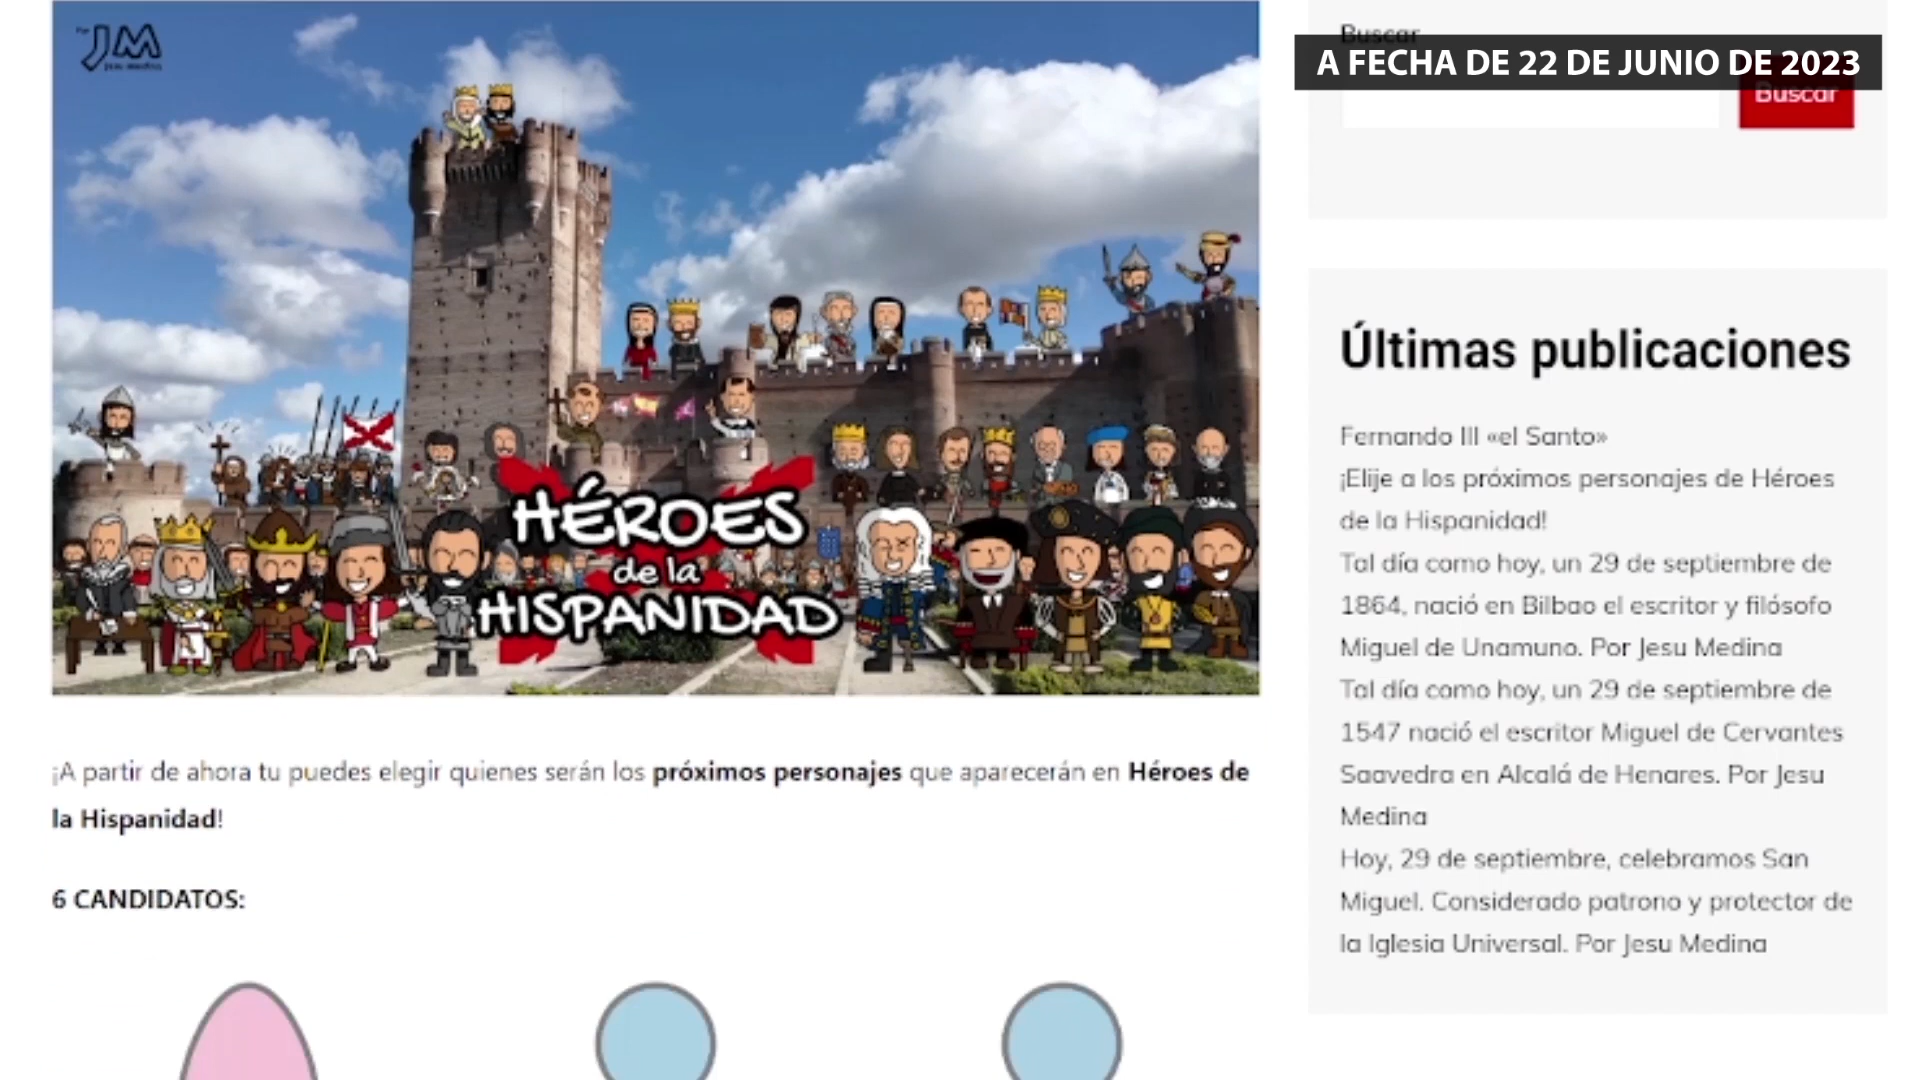 Por
JM
Jesu Medina
HÉROES
de la
HISPANIDAD
¡A partir de ahora tu puedes elegir quienes serán los próximos personajes que aparecerán en Héroes de
la Hispanidad!
6 CANDIDATOS:
Buscar
A FECHA DE 22 DE JUNIO DE 2023
Buscar
Últimas publicaciones
Fernando III «el Santo»
¡Elije a los próximos personajes de Héroes
de la Hispanidad!
Tal día como hoy, un 29 de septiembre de
1864, nació en Bilbao el escritor y filósofo
Miguel de Unamuno. Por Jesu Medina
Tal día como hoy, un 29 de septiembre de
1547 nació el escritor Miguel de Cervantes
Saavedra en Alcalá de Henares. Por Jesu
Medina
Hoy, 29 de septiembre, celebramos San
Miguel. Considerado patrono y protector de
la Iglesia Universal. Por Jesu Medina